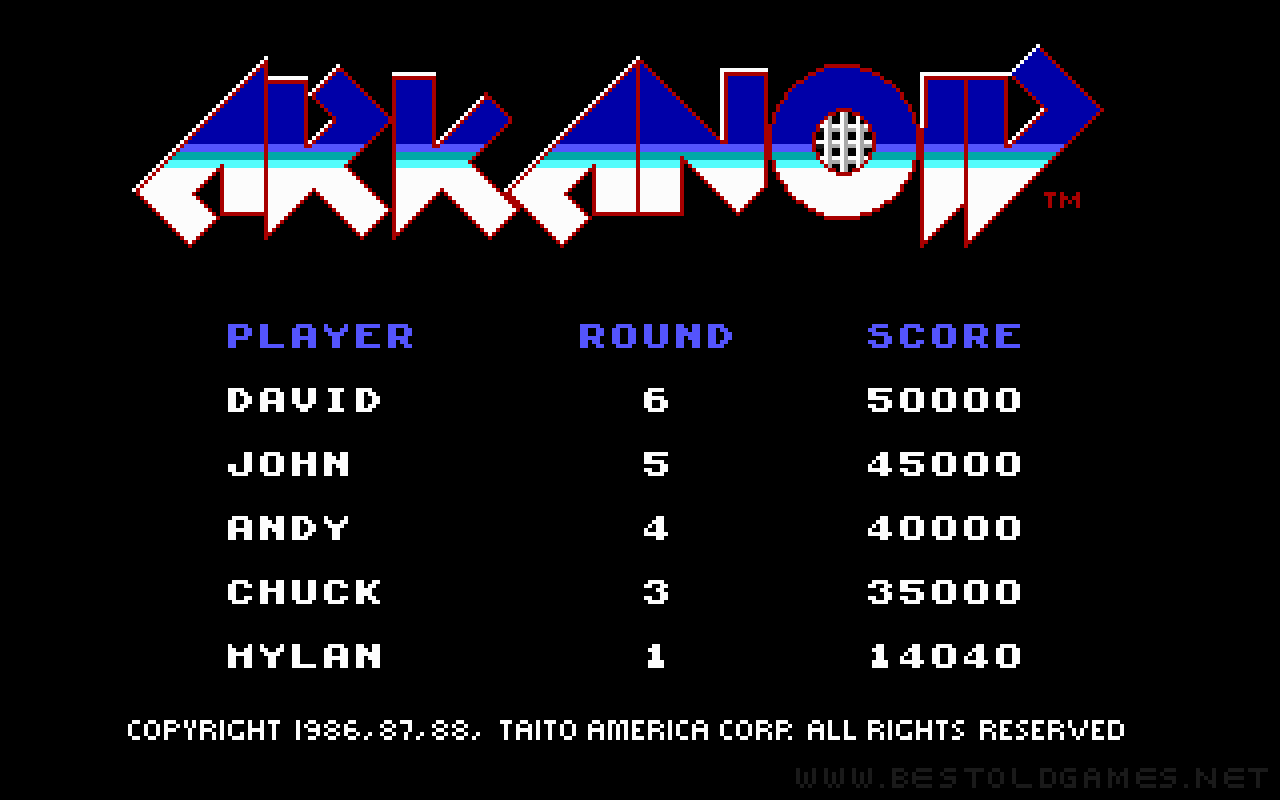 ARKANOID
TM
PLAYER ROUND SCORE
DAVID 6 50000
JOHN 5 45000
ANDY 4 40000
CHUCK 3 35000
HYLAN 1 14040
COPYRIGHT 1986,87,88, TAITO AMERICA CORP. ALL RIGHTS RESERVED
WWW.BESTOLDGAMES.NET